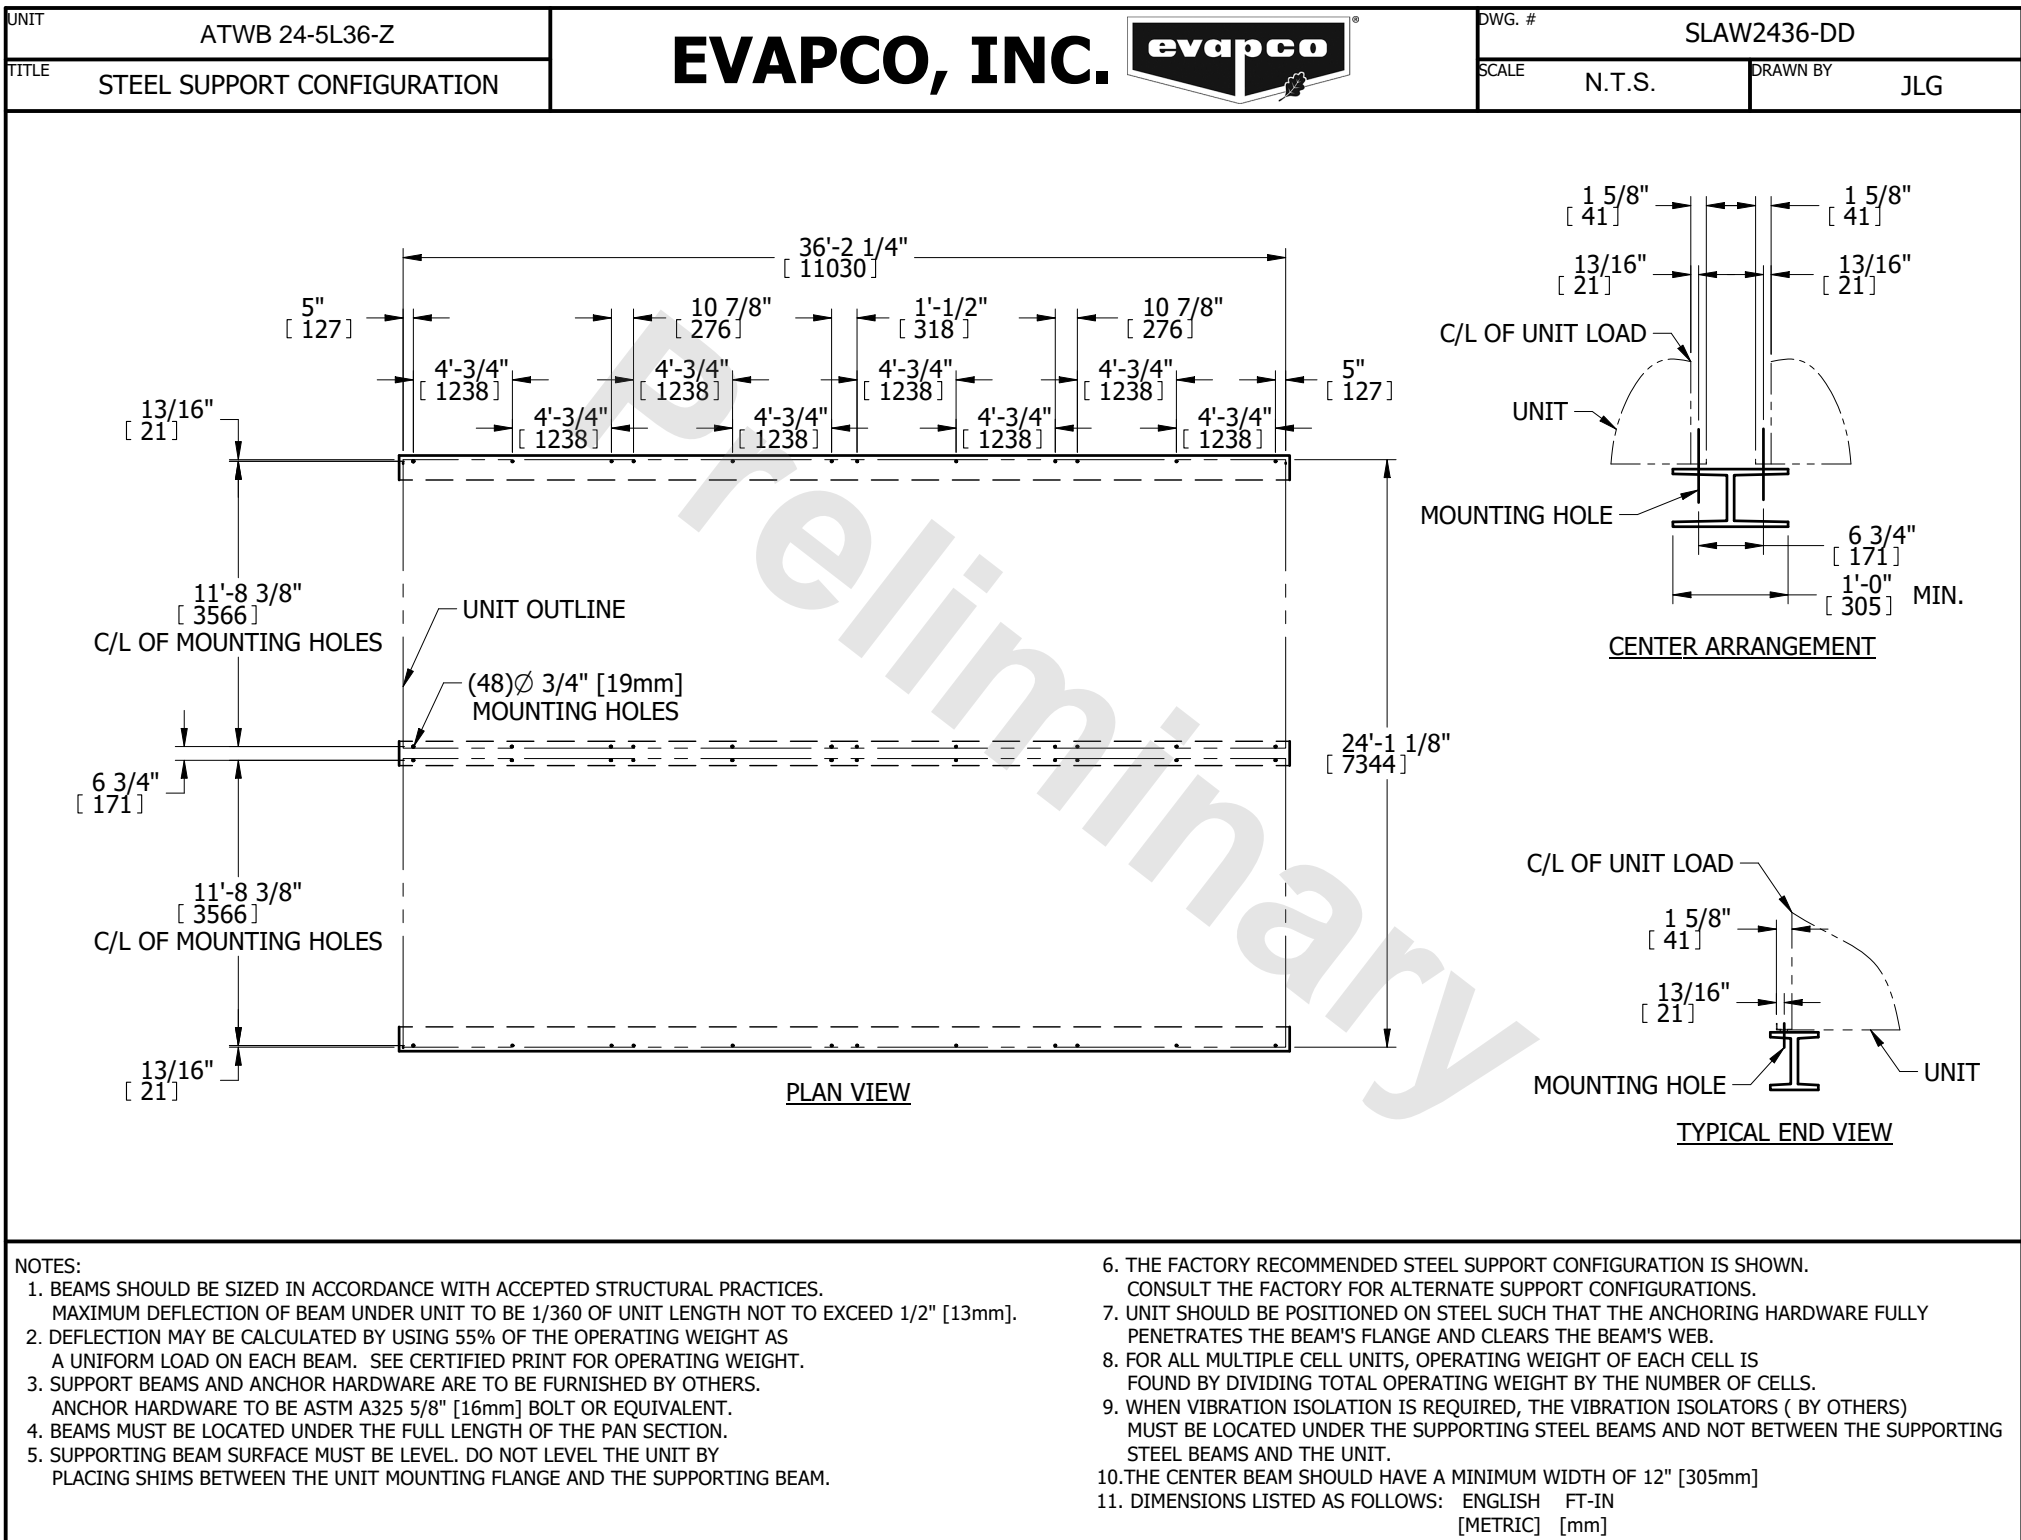 UNIT
ATWB 24-5L36-Z
TITLE
STEEL SUPPORT CONFIGURATION
EVAPCO, INC.
evapco
®
DWG. #
SLAW2436-DD
SCALE
N.T.S.
DRAWN BY
JLG
36'-2 1/4"
[ 11030 ]
5"
[ 127 ]
10 7/8"
[ 276 ]
1'-1/2"
[ 318 ]
10 7/8"
[ 276 ]
4'-3/4"
[ 1238 ]
4'-3/4"
[ 1238 ]
4'-3/4"
[ 1238 ]
4'-3/4"
[ 1238 ]
5"
[ 127 ]
4'-3/4"
[ 1238 ]
4'-3/4"
[ 1238 ]
4'-3/4"
[ 1238 ]
4'-3/4"
[ 1238 ]
13/16"
[ 21 ]
11'-8 3/8"
[ 3566 ]
C/L OF MOUNTING HOLES
UNIT OUTLINE
(48)Ø 3/4" [19mm]
MOUNTING HOLES
6 3/4"
[ 171 ]
24'-1 1/8"
[ 7344 ]
11'-8 3/8"
[ 3566 ]
C/L OF MOUNTING HOLES
13/16"
[ 21 ]
PLAN VIEW
Preliminary
1 5/8"
[ 41 ]
1 5/8"
[ 41 ]
13/16"
[ 21 ]
13/16"
[ 21 ]
C/L OF UNIT LOAD
UNIT
MOUNTING HOLE
6 3/4"
[ 171 ]
1'-0"
[ 305 ] MIN.
CENTER ARRANGEMENT
C/L OF UNIT LOAD
1 5/8"
[ 41 ]
13/16"
[ 21 ]
MOUNTING HOLE
UNIT
TYPICAL END VIEW
NOTES:
1. BEAMS SHOULD BE SIZED IN ACCORDANCE WITH ACCEPTED STRUCTURAL PRACTICES.
MAXIMUM DEFLECTION OF BEAM UNDER UNIT TO BE 1/360 OF UNIT LENGTH NOT TO EXCEED 1/2" [13mm].
2. DEFLECTION MAY BE CALCULATED BY USING 55% OF THE OPERATING WEIGHT AS
A UNIFORM LOAD ON EACH BEAM. SEE CERTIFIED PRINT FOR OPERATING WEIGHT.
3. SUPPORT BEAMS AND ANCHOR HARDWARE ARE TO BE FURNISHED BY OTHERS.
ANCHOR HARDWARE TO BE ASTM A325 5/8" [16mm] BOLT OR EQUIVALENT.
4. BEAMS MUST BE LOCATED UNDER THE FULL LENGTH OF THE PAN SECTION.
5. SUPPORTING BEAM SURFACE MUST BE LEVEL. DO NOT LEVEL THE UNIT BY
PLACING SHIMS BETWEEN THE UNIT MOUNTING FLANGE AND THE SUPPORTING BEAM.
6. THE FACTORY RECOMMENDED STEEL SUPPORT CONFIGURATION IS SHOWN.
CONSULT THE FACTORY FOR ALTERNATE SUPPORT CONFIGURATIONS.
7. UNIT SHOULD BE POSITIONED ON STEEL SUCH THAT THE ANCHORING HARDWARE FULLY
PENETRATES THE BEAM'S FLANGE AND CLEARS THE BEAM'S WEB.
8. FOR ALL MULTIPLE CELL UNITS, OPERATING WEIGHT OF EACH CELL IS
FOUND BY DIVIDING TOTAL OPERATING WEIGHT BY THE NUMBER OF CELLS.
9. WHEN VIBRATION ISOLATION IS REQUIRED, THE VIBRATION ISOLATORS ( BY OTHERS)
MUST BE LOCATED UNDER THE SUPPORTING STEEL BEAMS AND NOT BETWEEN THE SUPPORTING
STEEL BEAMS AND THE UNIT.
10.THE CENTER BEAM SHOULD HAVE A MINIMUM WIDTH OF 12" [305mm]
11. DIMENSIONS LISTED AS FOLLOWS: ENGLISH FT-IN
[METRIC] [mm]